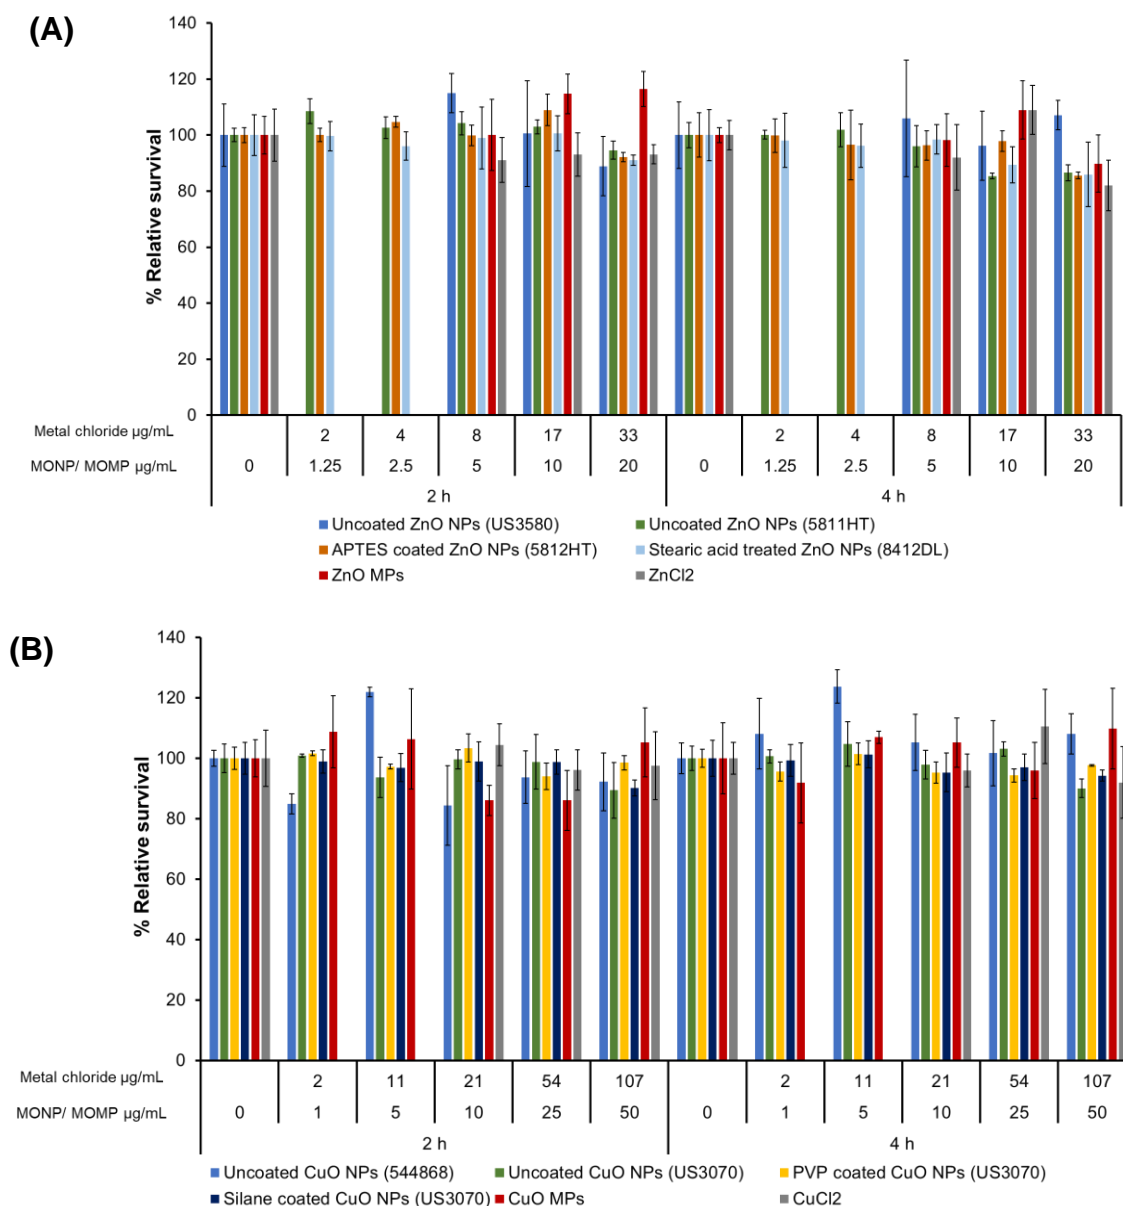 (A)
140
120
100
80
60
40
20
0
% Relative survival
Metal chloride µg/mL 2 4 8 17 33 2 4 8 17 33
MONP/ MOMP µg/mL 0 1.25 2.5 5 10 20 0 1.25 2.5 5 10 20
2 h 4 h
Uncoated ZnO NPs (US3580) Uncoated ZnO NPs (5811HT)
APTES coated ZnO NPs (5812HT) Stearic acid treated ZnO NPs (8412DL)
ZnO MPs ZnCl2
(B)
140
120
100
80
60
40
20
0
% Relative survival
Metal chloride µg/mL 2 11 21 54 107 2 11 21 54 107
MONP/ MOMP µg/mL 0 1 5 10 25 50 0 1 5 10 25 50
2 h 4 h
Uncoated CuO NPs (544868) Uncoated CuO NPs (US3070) PVP coated CuO NPs (US3070)
Silane coated CuO NPs (US3070) CuO MPs CuCl2